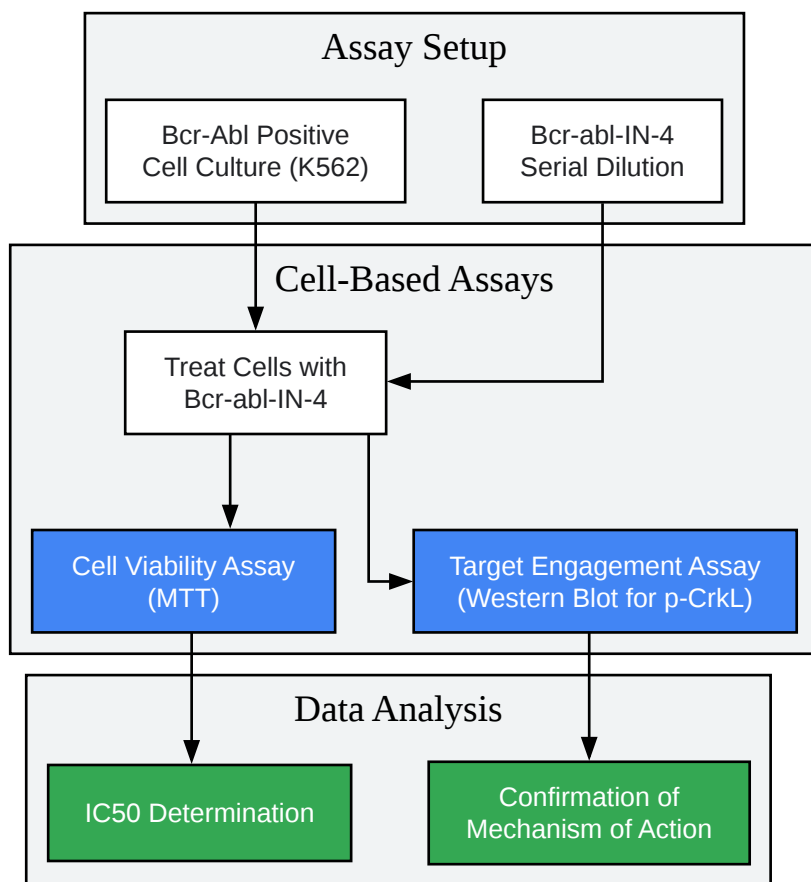 Assay Setup
Bcr-Abl Positive
Cell Culture (K562)
Bcr-abl-IN-4
Serial Dilution
Cell-Based Assays
Treat Cells with
Bcr-abl-IN-4
Cell Viability Assay
(MTT)
Target Engagement Assay
(Western Blot for p-CrkL)
Data Analysis
IC50 Determination
Confirmation of
Mechanism of Action